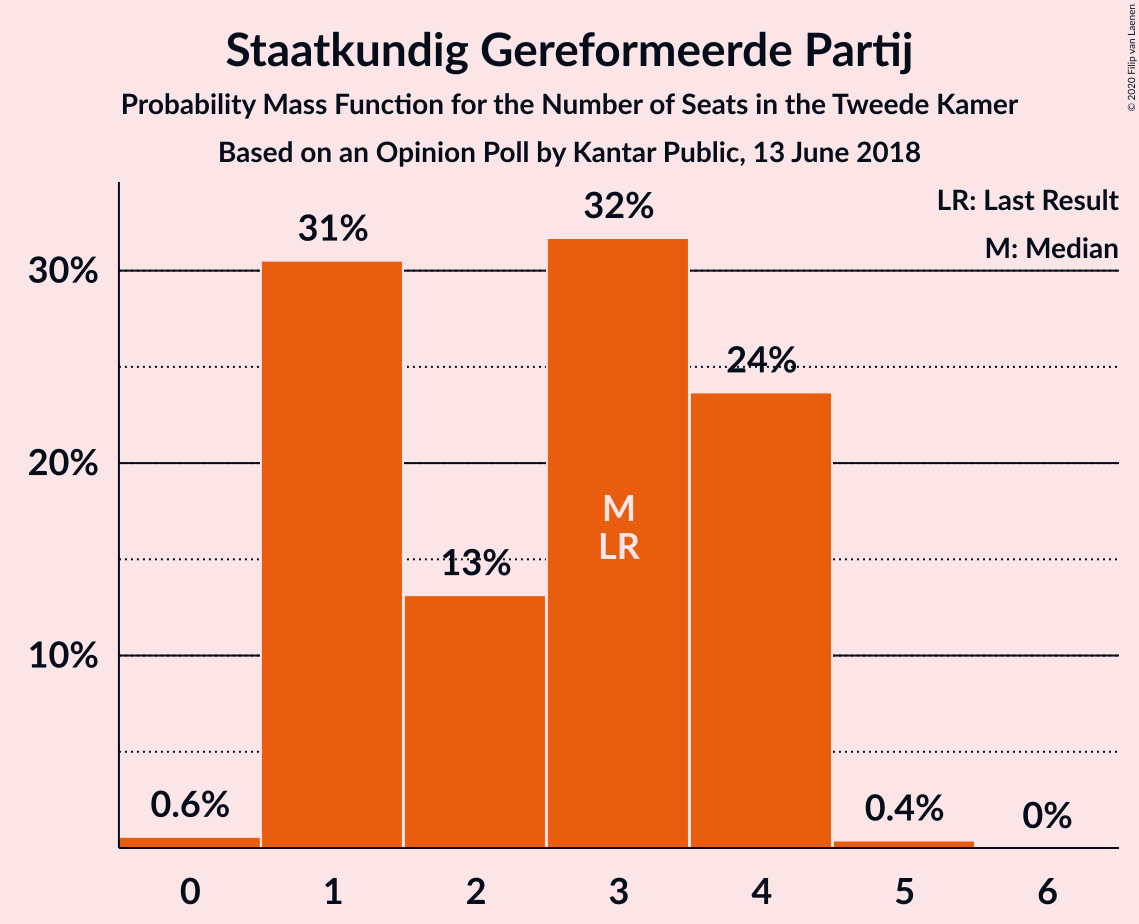 Staatkundig Gereformeerde Partij
Probability Mass Function for the Number of Seats in the Tweede Kamer
Based on an Opinion Poll by Kantar Public, 13 June 2018
© 2020 Filip van Laenen
LR: Last Result
M: Median
30%
20%
10%
0.6%
31%
13%
32%
24%
0.4%
0%
M
LR
0 1 2 3 4 5 6